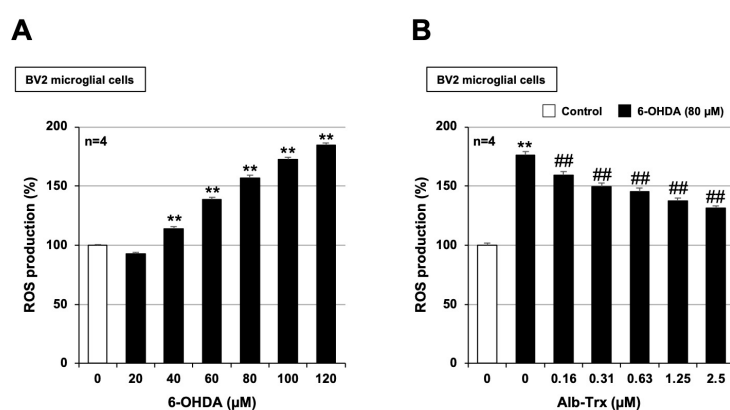 A
BV2 microglial cells
n=4
ROS production (%)
200
150
100
50
0
**
**
**
**
**
0 20 40 60 80 100 120
6-OHDA (μM)
B
BV2 microglial cells
Control 6-OHDA (80 μM)
n=4
ROS production (%)
200
150
100
50
0
**
##
##
##
##
##
0 0 0.16 0.31 0.63 1.25 2.5
Alb-Trx (μM)